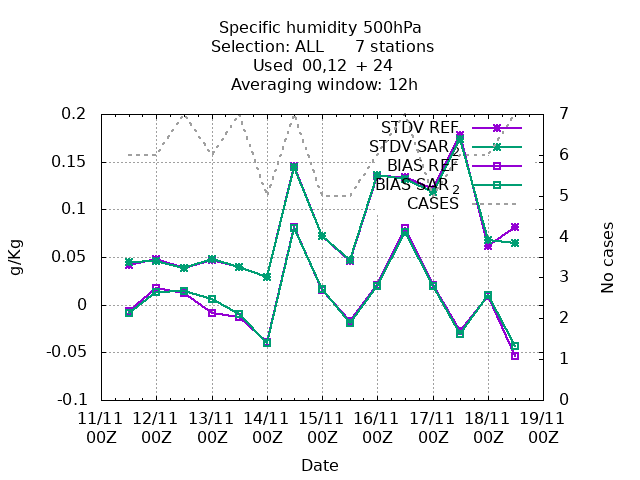 Specific humidity 500hPa
Selection: ALL 7 stations
Used 00,12 + 24
Averaging window: 12h
0.2
0.15
0.1
0.05
0
-0.05
-0.1
g/Kg
7
6
5
4
3
2
1
0
No cases
STDV REF
STDV SAR 2
BIAS REF
BIAS SAR 2
CASES
11/11 12/11 13/11 14/11 15/11 16/11 17/11 18/11 19/11
00Z 00Z 00Z 00Z 00Z 00Z 00Z 00Z 00Z
Date